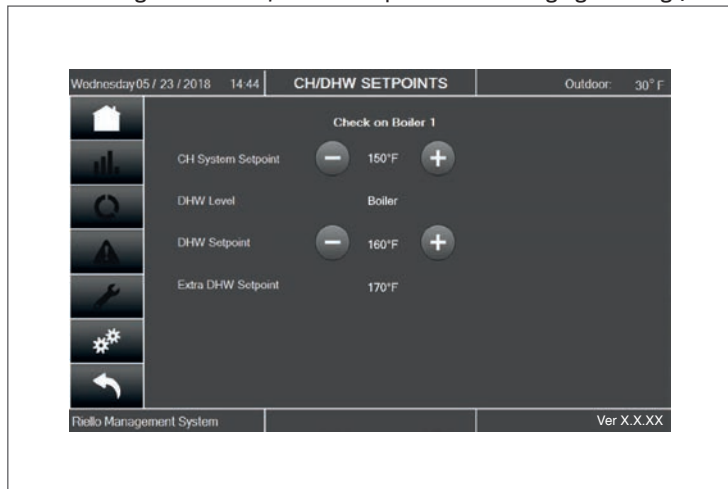 Wednesday 05 / 23 / 2018 14:44 CH/DHW SETPOINTS Outdoor: 30° F
Check on Boiler 1
CH System Setpoint 150°F
DHW Level Boiler
DHW Setpoint 160°F
Extra DHW Setpoint 170°F
Riello Management System Ver X.X.XX